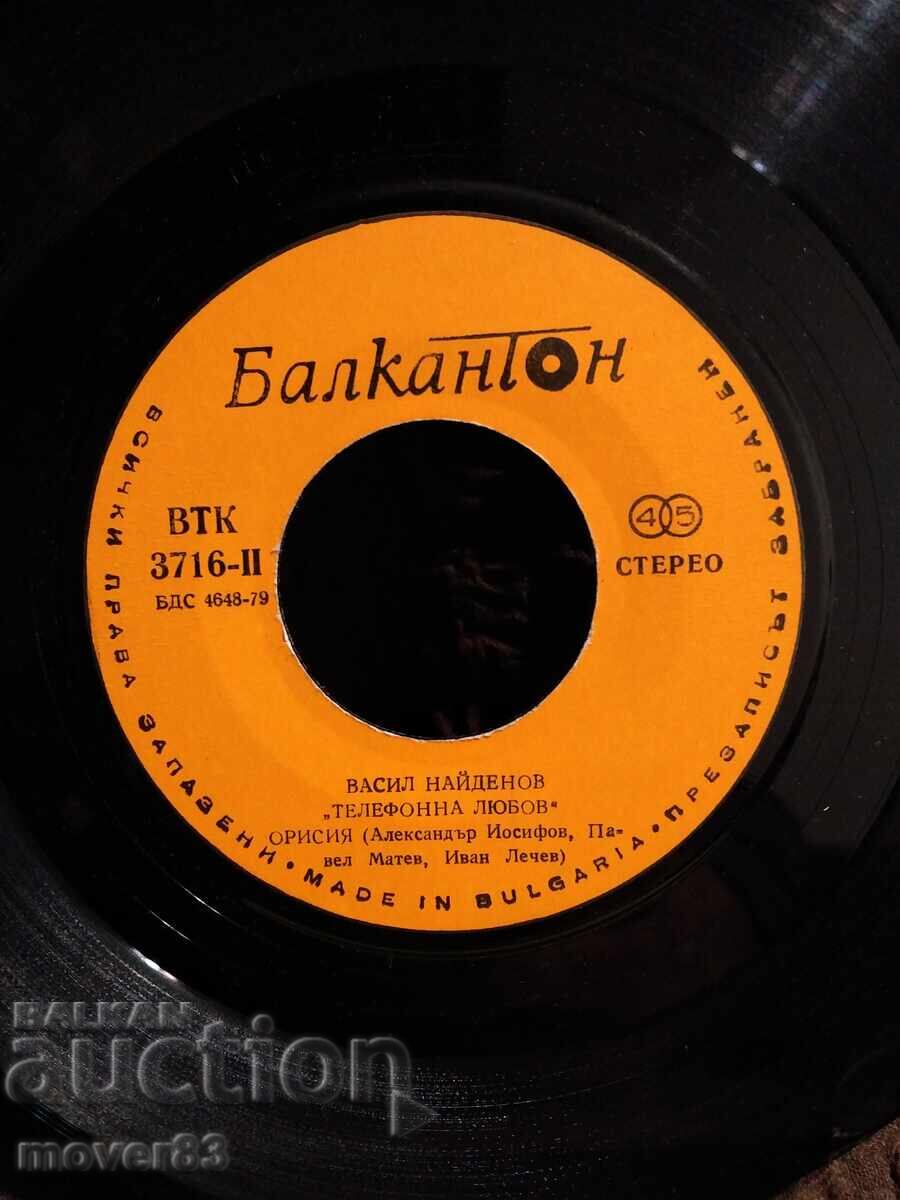 Балкантон
ВТК
3716-II
БДС 4648-79
45
СТЕРЕО
ВАСИЛ НАЙДЕНОВ
„ТЕЛЕФОННА ЛЮБОВ“
ОРИСИЯ (Александър Иосифов, Па-
вел Матев, Иван Лечев)
ВСИЧКИ ПРАВА ЗАПАЗЕНИ • MADE IN BULGARIA • ПРЕЗАПИСЪТ ЗАБРАНЕН
BALKAN
auction
mover83